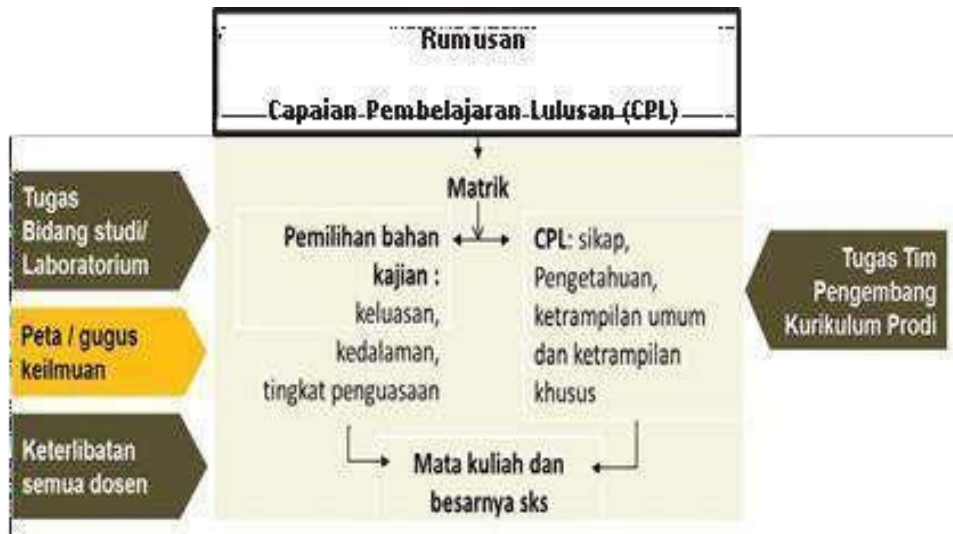 Rumusan
Capaian Pembelajaran Lulusan (CPL)
Matrik
Tugas
Bidang studi/
Laboratorium
Peta / gugus
keilmuan
Keterlibatan
semua dosen
Pemilihan bahan
kajian :
keluasan,
kedalaman,
tingkat penguasaan
CPL: sikap,
Pengetahuan,
ketrampilan umum
dan ketrampilan
khusus
Tugas Tim
Pengembang
Kurikulum Prodi
Mata kuliah dan
besarnya sks